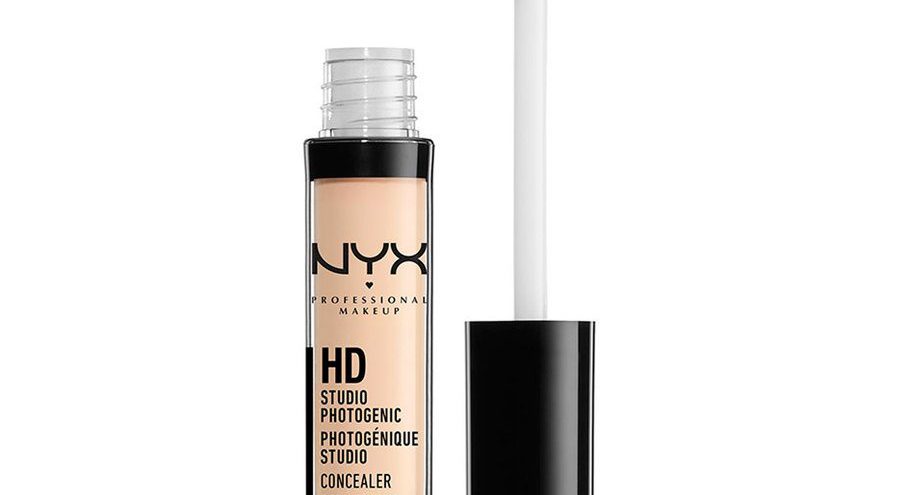 NYX
PROFESSIONAL
MAKEUP
HD
STUDIO
PHOTOGENIC
PHOTOGÉNIQUE
STUDIO
CONCEALER